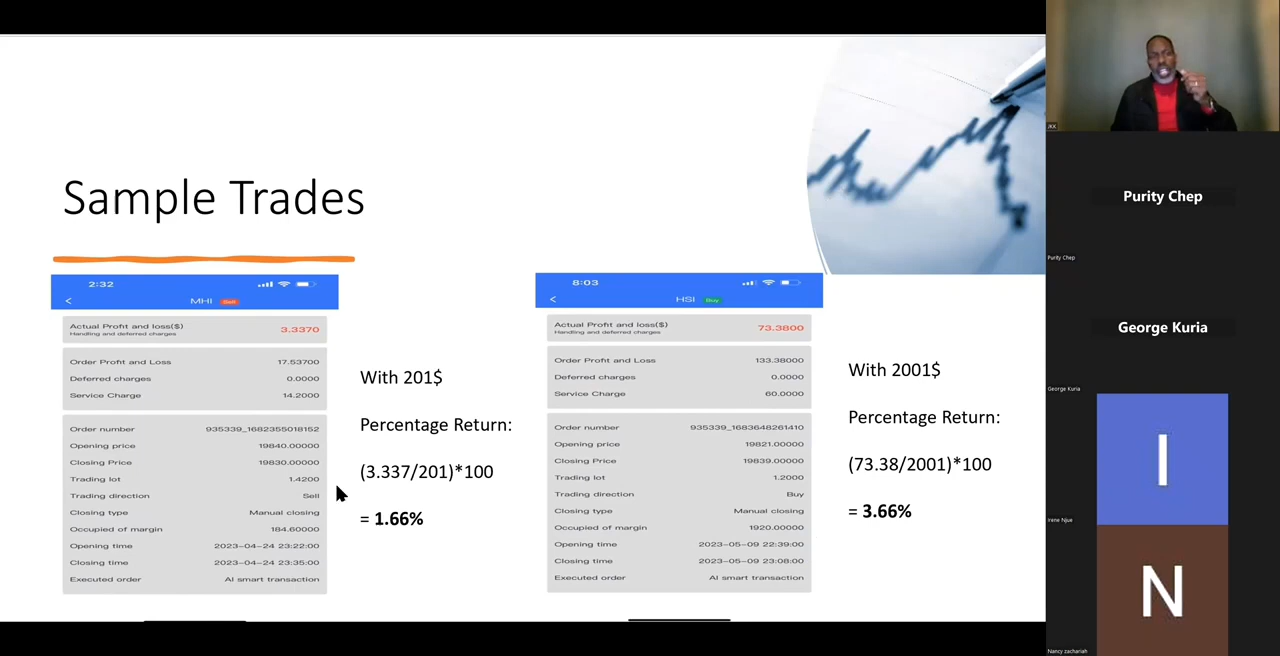 Sample Trades
2:32
< MHI Sell
Actual Profit and loss($) 3.3370
Handling and deferred charges
Order Profit and Loss 17.53700
Deferred charges 0.0000
Service Charge 14.2000
Order number 935339_1682355018152
Opening price 19840.00000
Closing Price 19830.00000
Trading lot 1.4200
Trading direction Sell
Closing type Manual closing
Occupied of margin 184.60000
Opening time 2023-04-24 23:22:00
Closing time 2023-04-24 23:35:00
Executed order AI smart transaction
With 201$
Percentage Return:
(3.337/201)*100
= 1.66%
8:03
< HSI Buy
Actual Profit and loss($) 73.3800
Handling and deferred charges
Order Profit and Loss 133.38000
Deferred charges 0.0000
Service Charge 60.0000
Order number 935339_1683648261410
Opening price 19821.00000
Closing Price 19839.00000
Trading lot 1.2000
Trading direction Buy
Closing type Manual closing
Occupied of margin 1920.00000
Opening time 2023-05-09 22:39:00
Closing time 2023-05-09 23:08:00
Executed order AI smart transaction
With 2001$
Percentage Return:
(73.38/2001)*100
= 3.66%
JKK
Purity Chep
Purity Chep
George Kuria
George Kuria
I
Irene Njue
N
Nancy zachariah